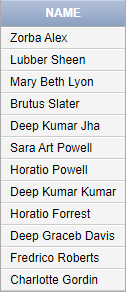 NAME
Zorba Alex
Lubber Sheen
Mary Beth Lyon
Brutus Slater
Deep Kumar Jha
Sara Art Powell
Horatio Powell
Deep Kumar Kumar
Horatio Forrest
Deep Graceb Davis
Fredrico Roberts
Charlotte Gordin